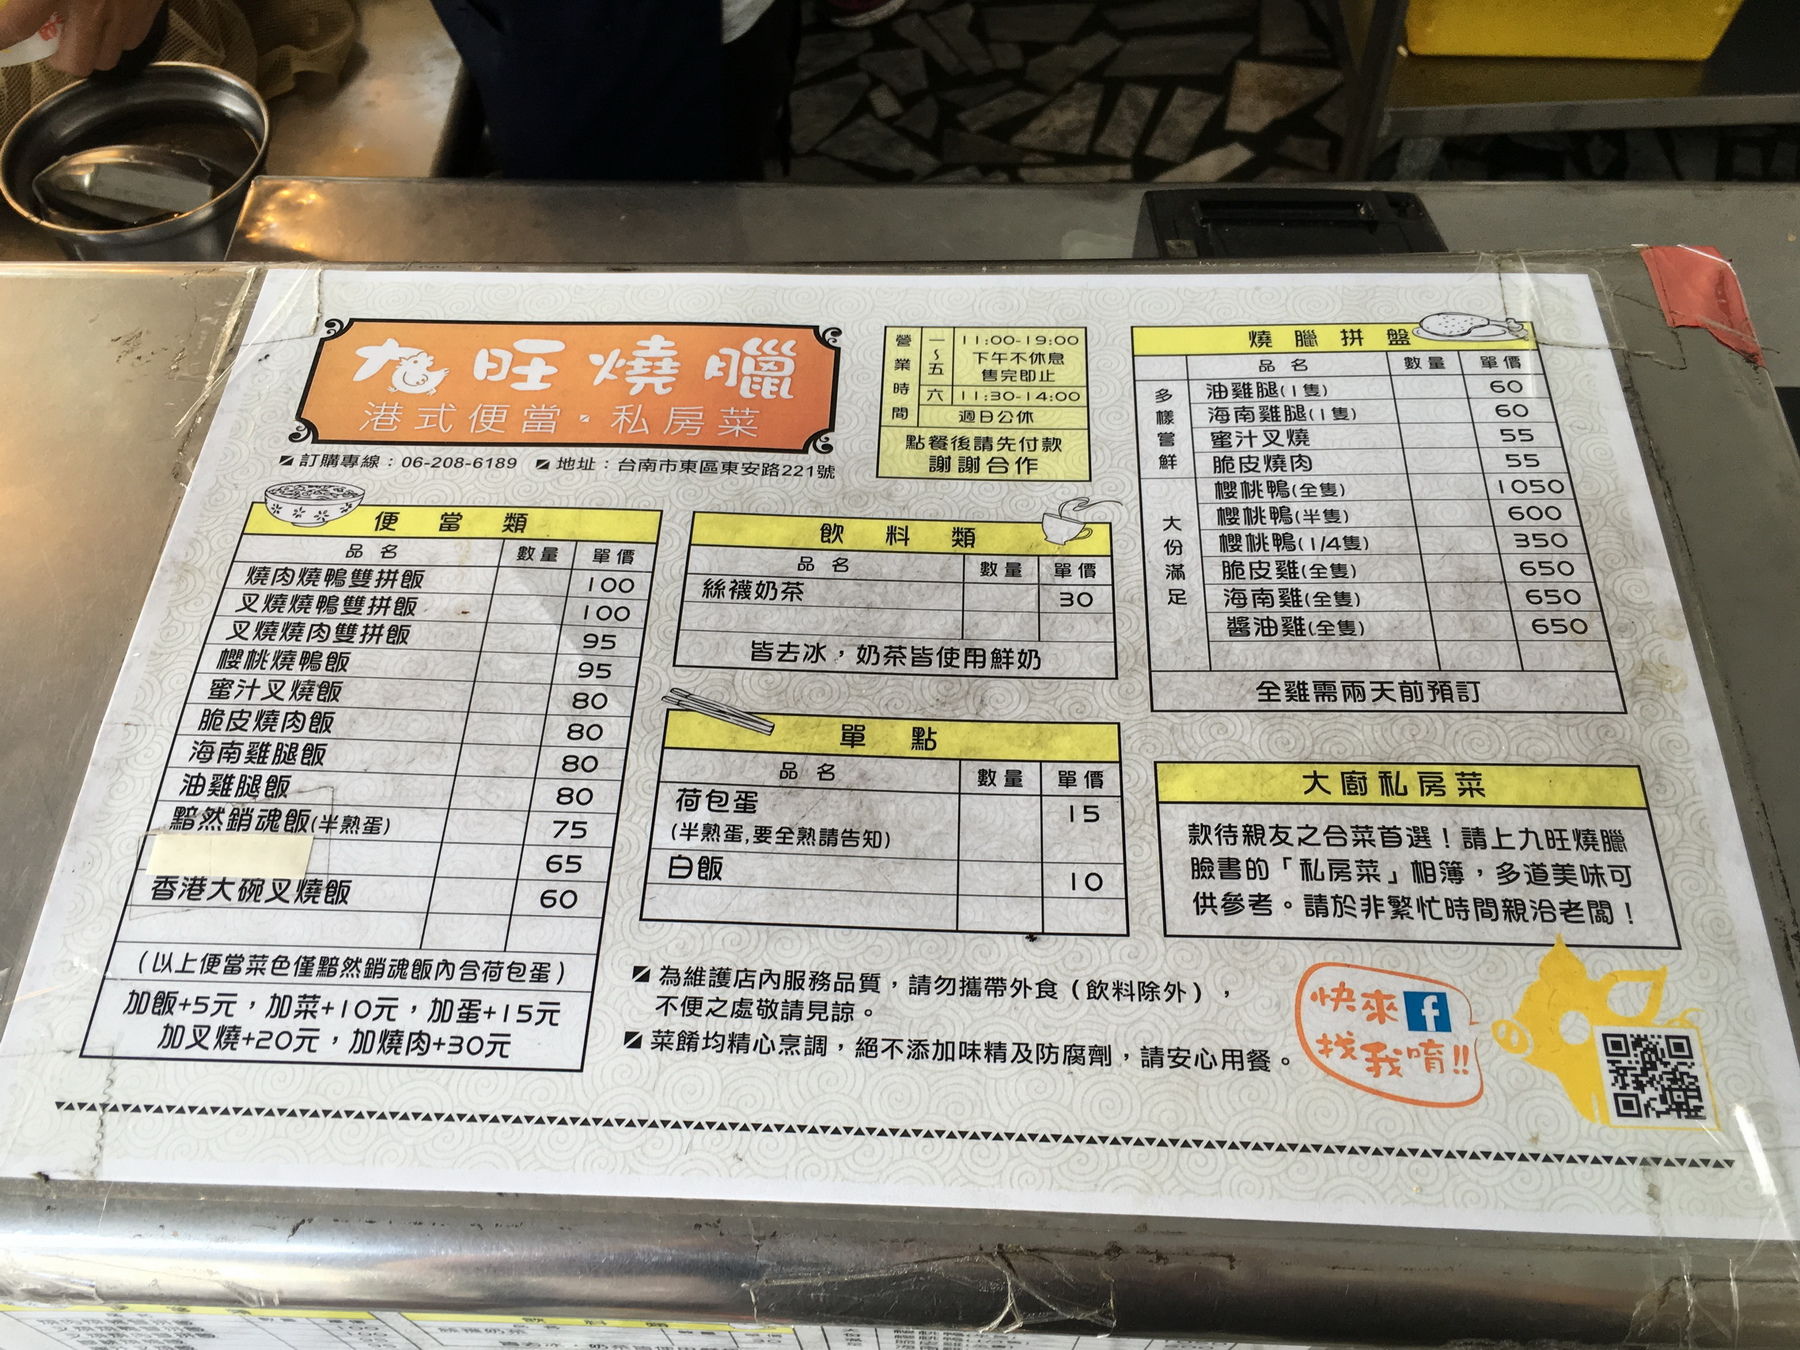 九旺燒臘
港式便當·私房菜
訂購專線：06-208-6189 地址：台南市東區東安路221號
營業時間
一~五 11:00-19:00
下午不休息
售完即止
六 11:30-14:00
週日公休
點餐後請先付款
謝謝合作
便當類
品名 數量 單價
燒肉燒鴨雙拼飯 100
叉燒燒鴨雙拼飯 100
叉燒燒肉雙拼飯 95
櫻桃燒鴨飯 95
蜜汁叉燒飯 80
脆皮燒肉飯 80
海南雞腿飯 80
油雞腿飯 80
黯然銷魂飯(半熟蛋) 75
65
香港大碗叉燒飯 60
(以上便當菜色僅黯然銷魂飯內含荷包蛋)
加飯+5元，加菜+10元，加蛋+15元
加叉燒+20元，加燒肉+30元
飲料類
品名 數量 單價
絲襪奶茶 30
皆去冰，奶茶皆使用鮮奶
單點
品名 數量 單價
荷包蛋 15
(半熟蛋,要全熟請告知)
白飯 10
燒臘拼盤
品名 數量 單價
多樣嘗鮮
油雞腿(1隻) 60
海南雞腿(1隻) 60
蜜汁叉燒 55
脆皮燒肉 55
大份滿足
櫻桃鴨(全隻) 1050
櫻桃鴨(半隻) 600
櫻桃鴨(1/4隻) 350
脆皮雞(全隻) 650
海南雞(全隻) 650
醬油雞(全隻) 650
全雞需兩天前預訂
大廚私房菜
款待親友之合菜首選！請上九旺燒臘
臉書的「私房菜」相簿，多道美味可
供參考。請於非繁忙時間親洽老闆！
為維護店內服務品質，請勿攜帶外食（飲料除外），
不便之處敬請見諒。
菜餚均精心烹調，絕不添加味精及防腐劑，請安心用餐。
快來f
找我唷!!